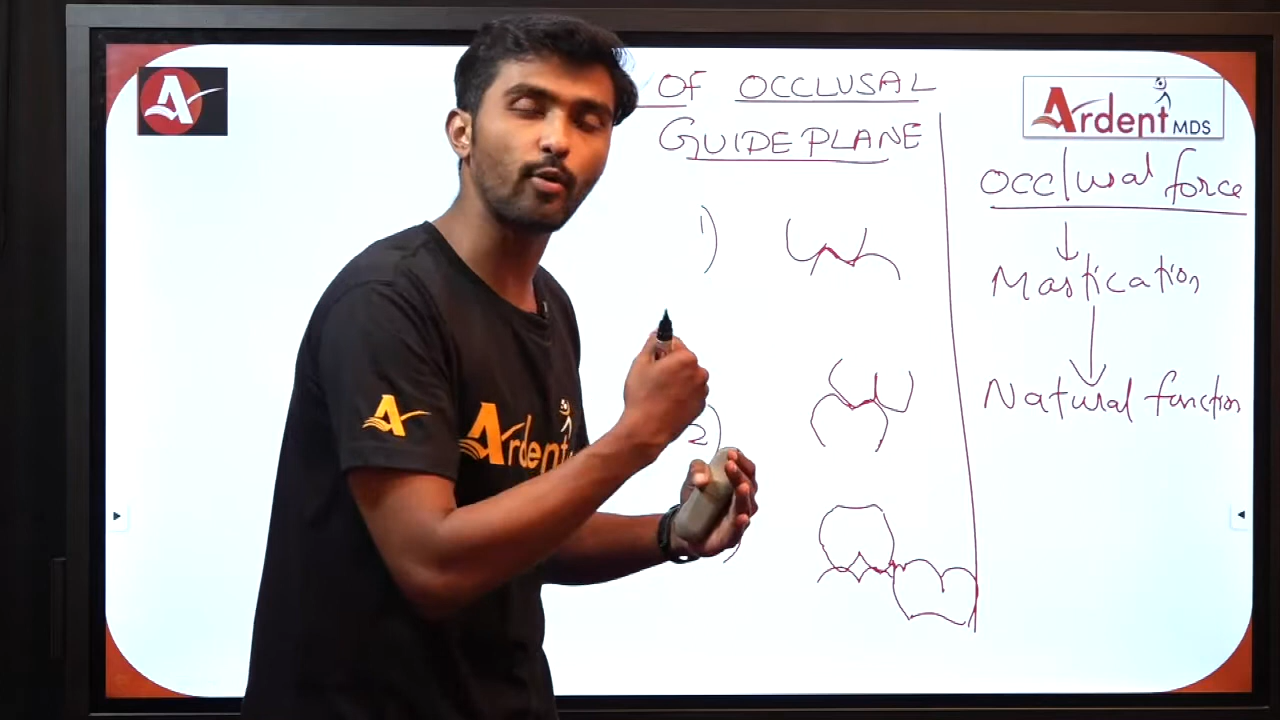 OF OCCLUSAL
GUIDEPLANE
1)
2)
)
Ardent MDS
Occlusal force
Mastication
Natural function
A
A
Ardent